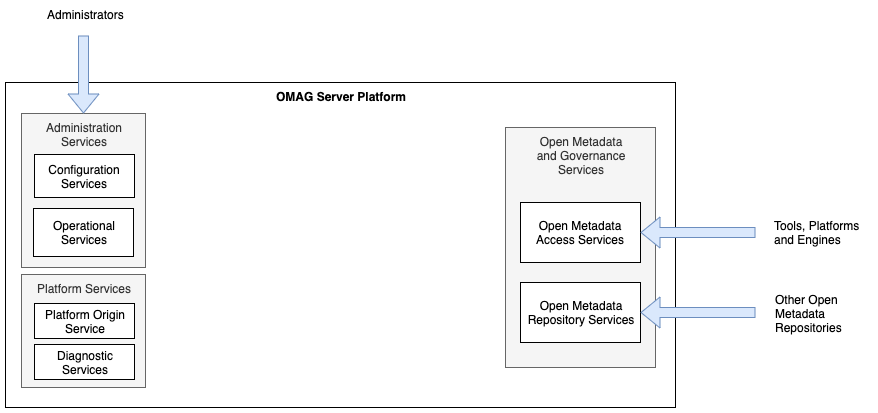 Administrators
OMAG Server Platform
Administration
Services
Configuration
Services
Operational
Services
Platform Services
Platform Origin
Service
Diagnostic
Services
Open Metadata
and Governance
Services
Open Metadata
Access Services
Open Metadata
Repository Services
Tools, Platforms
and Engines
Other Open
Metadata
Repositories